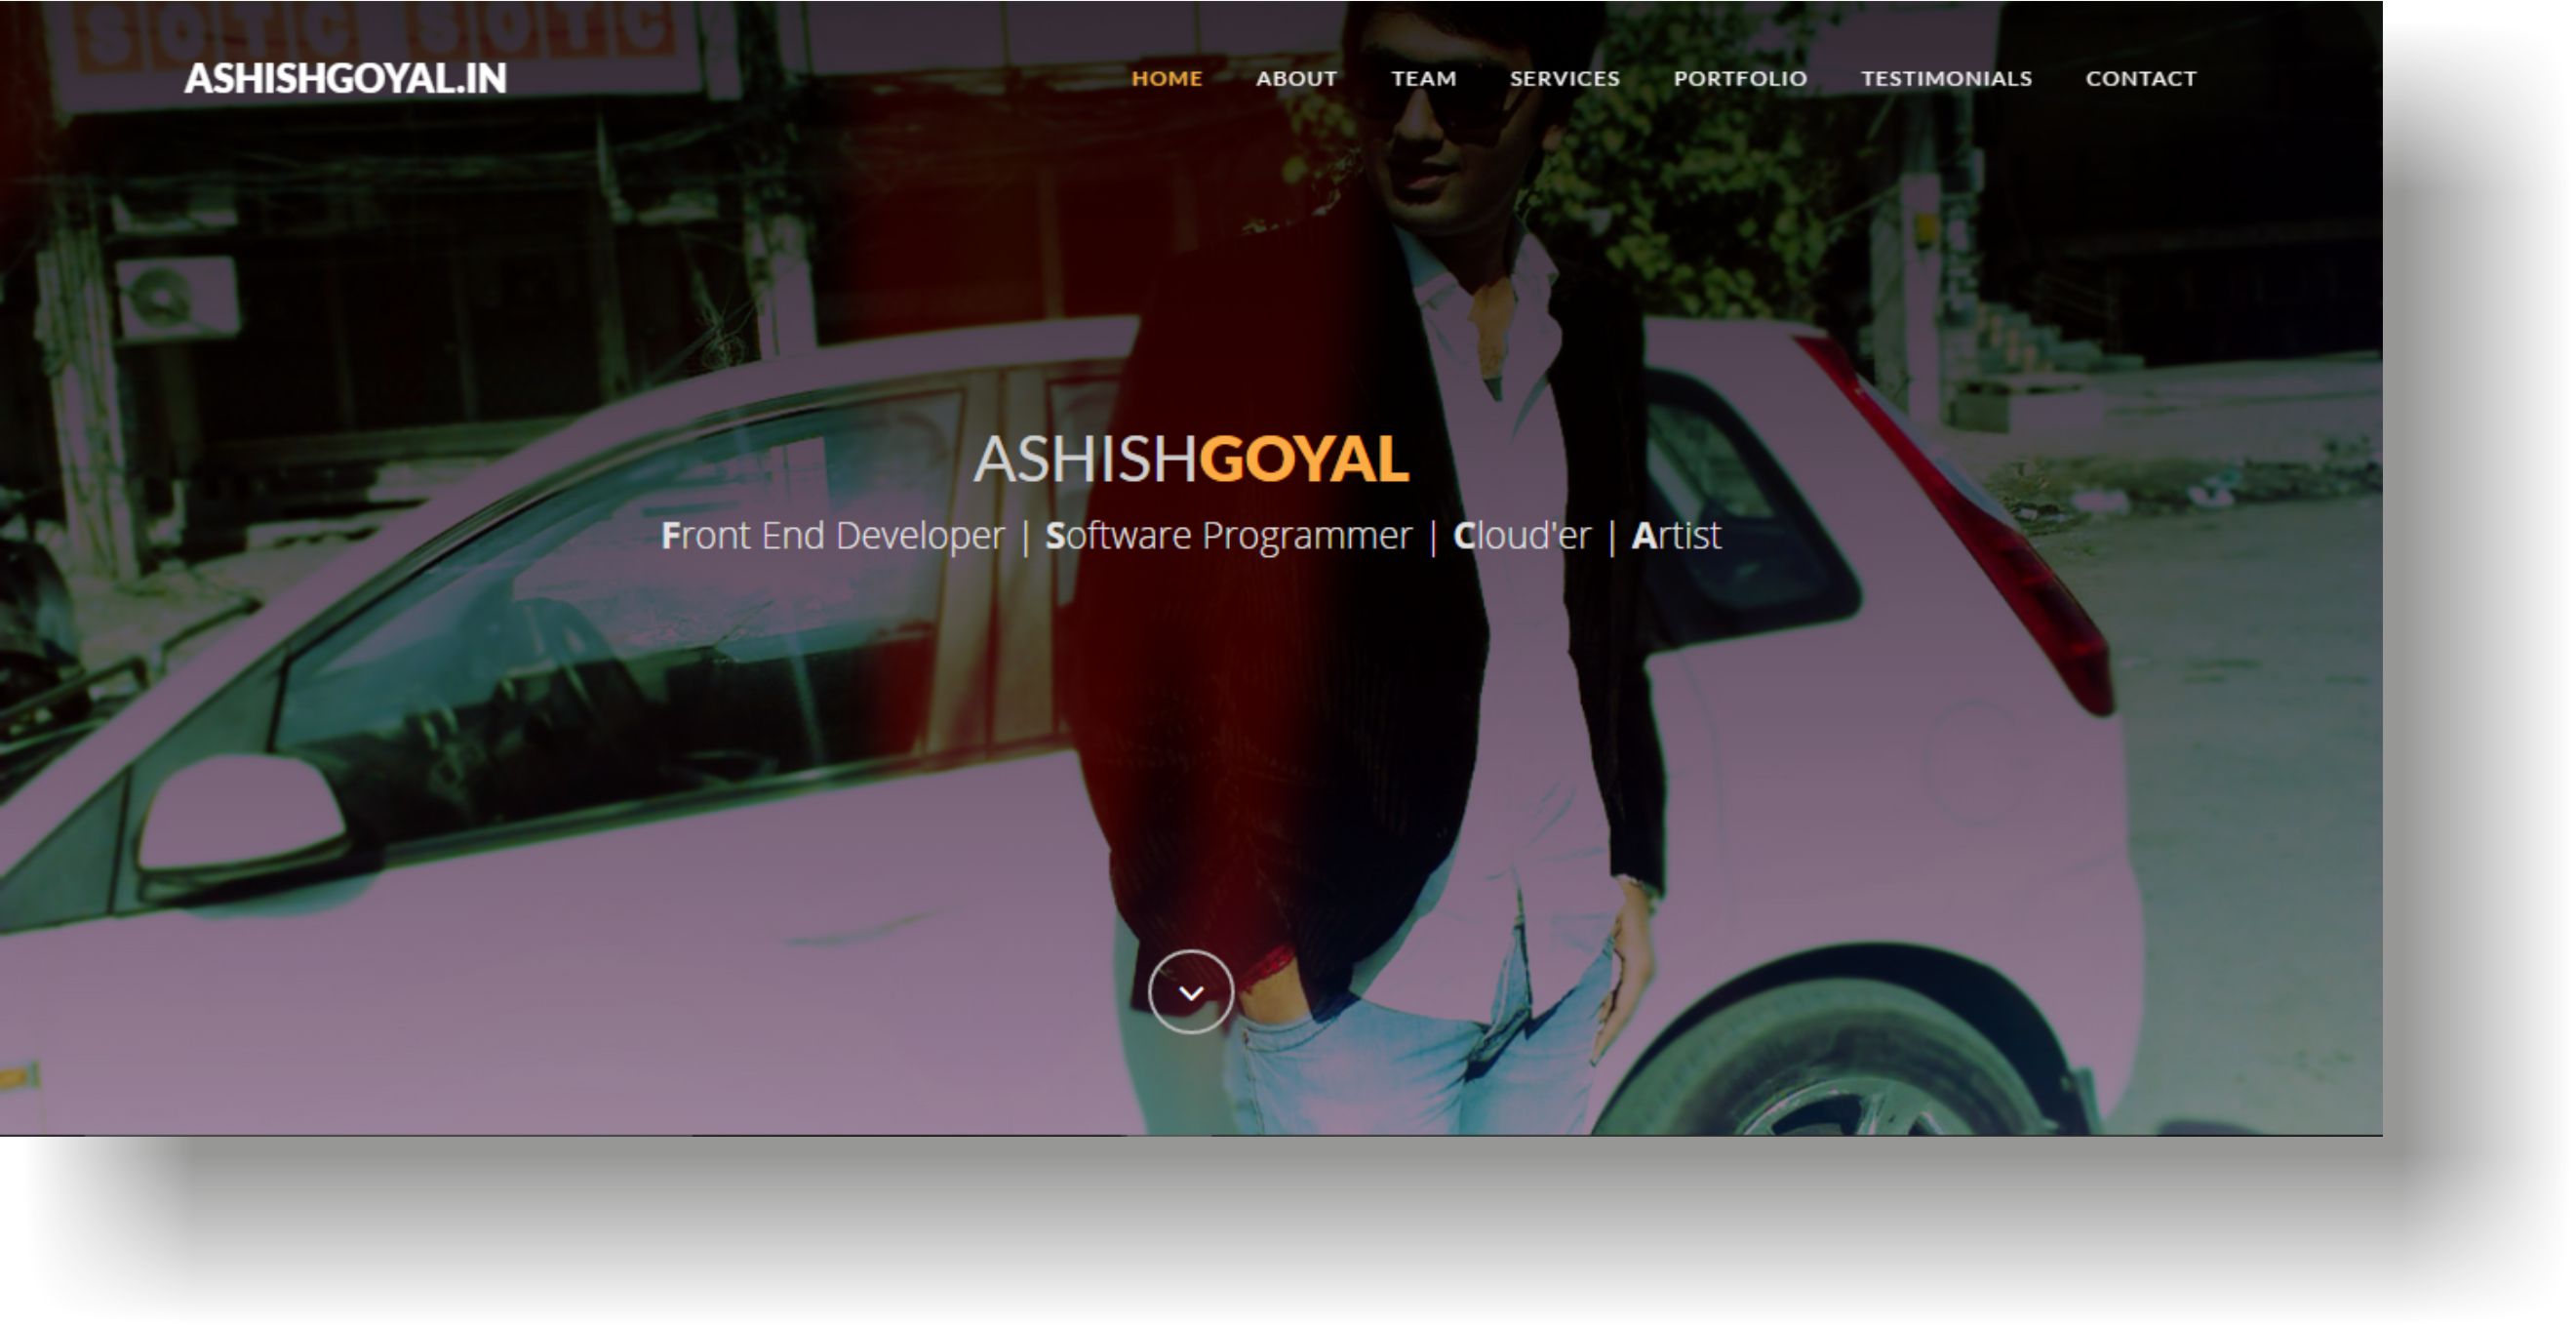 SOTC SOTC
ASHISHGOYAL.IN
HOME ABOUT TEAM SERVICES PORTFOLIO TESTIMONIALS CONTACT
ASHISHGOYAL
Front End Developer | Software Programmer | Cloud'er | Artist